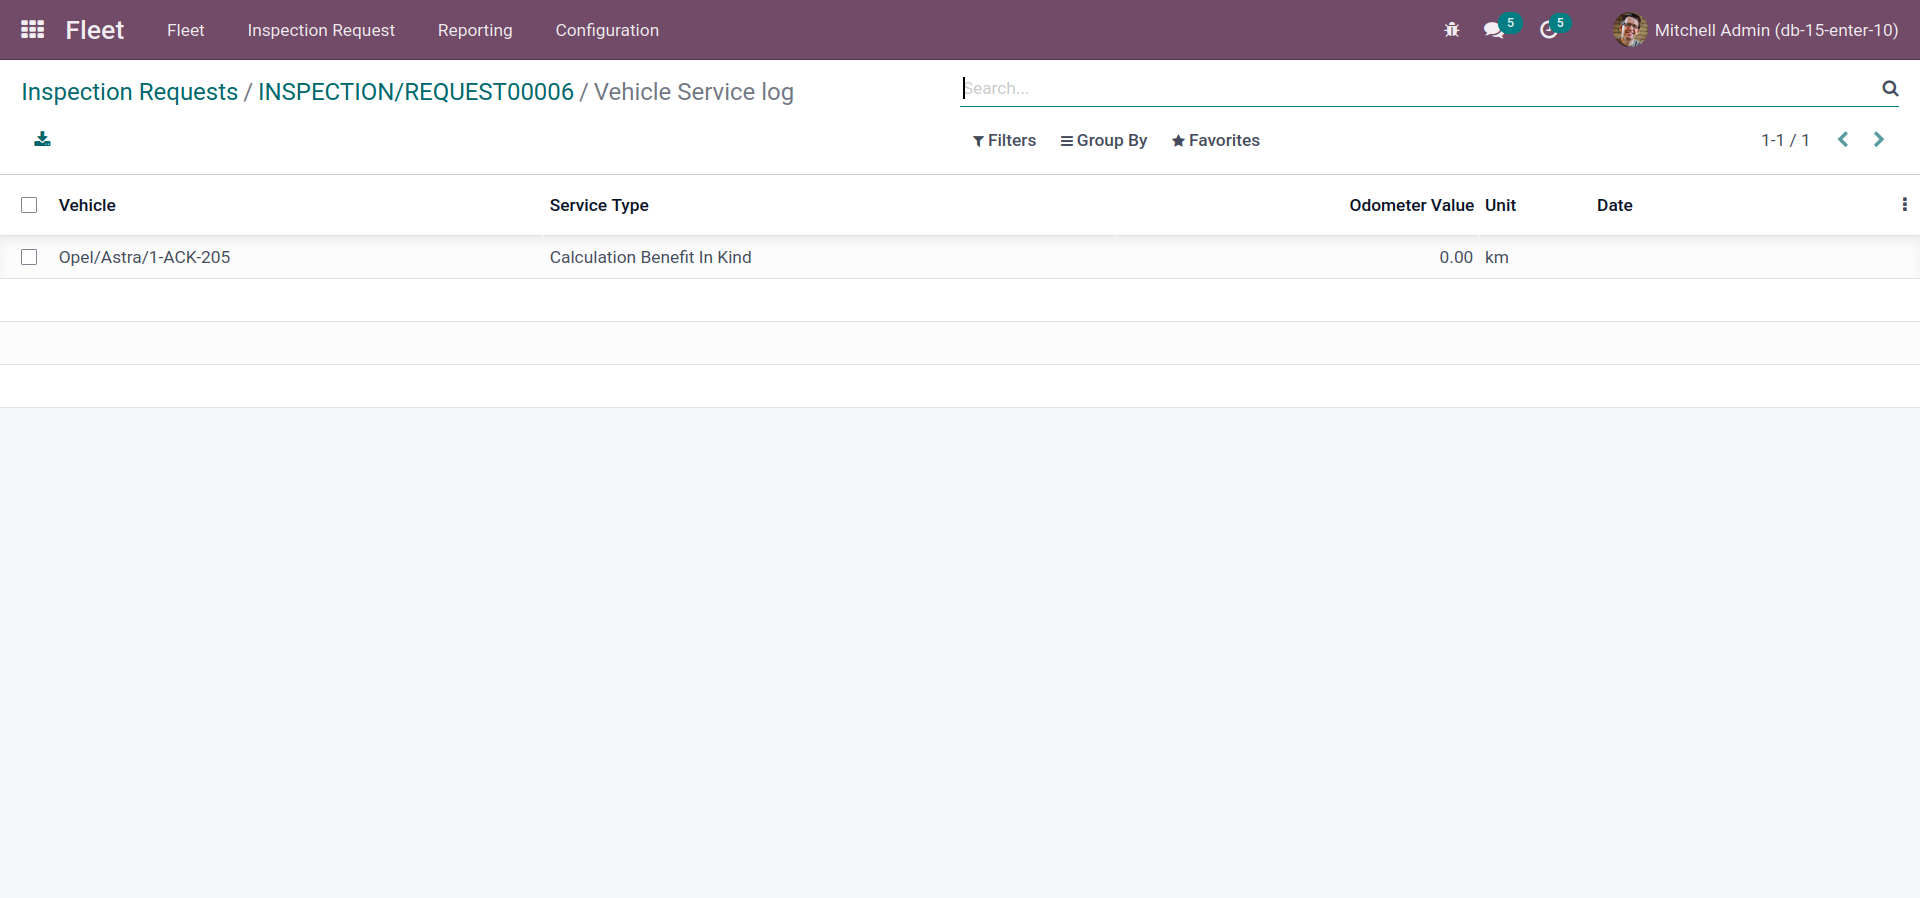 Fleet Fleet Inspection Request Reporting Configuration 5 5 Mitchell Admin (db-15-enter-10)
Inspection Requests / INSPECTION/REQUEST00006 / Vehicle Service log
Search...
Filters Group By Favorites 1-1 / 1
Vehicle Service Type Odometer Value Unit Date
Opel/Astra/1-ACK-205 Calculation Benefit In Kind 0.00 km